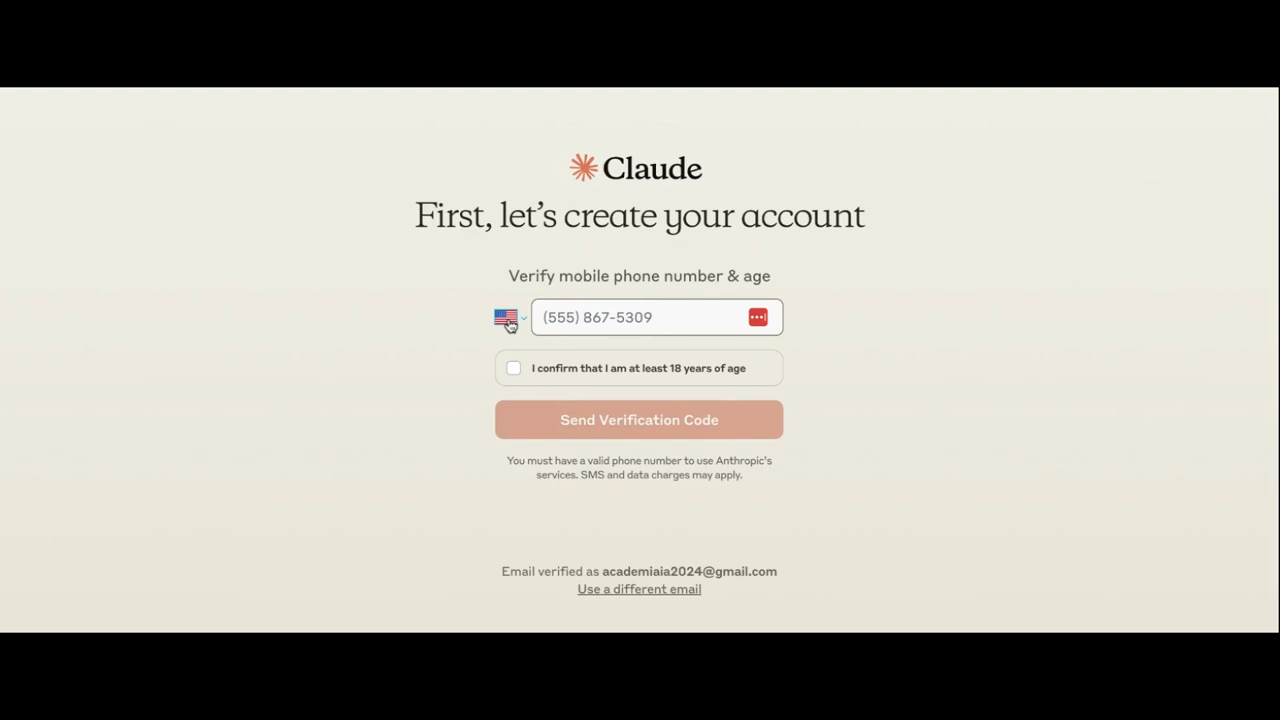 Claude
First, let's create your account
Verify mobile phone number & age
(555) 867-5309
I confirm that I am at least 18 years of age
Send Verification Code
You must have a valid phone number to use Anthropic's
services. SMS and data charges may apply.
Email verified as academiaia2024@gmail.com
Use a different email